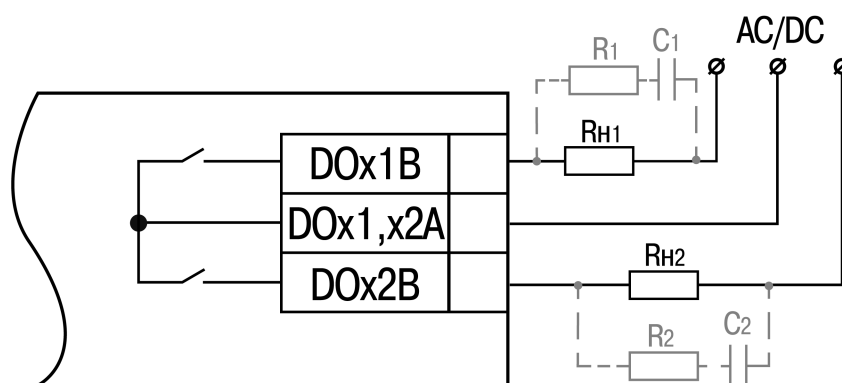 AC/DC
R1 C1
RH1
DOx1B
DOx1,x2A
DOx2B
RH2
R2 C2